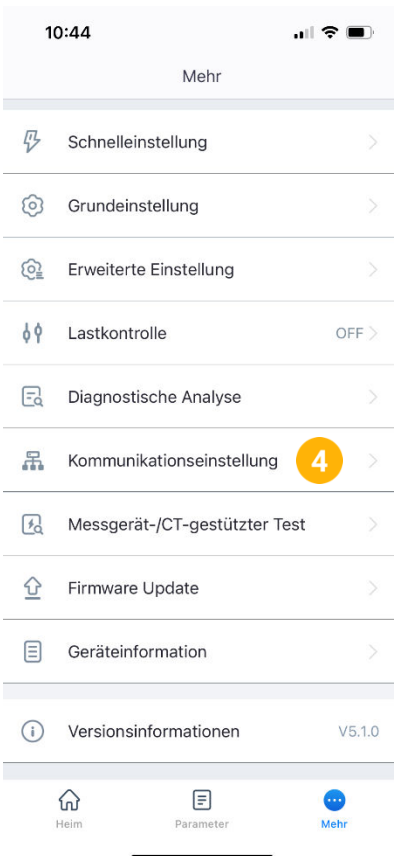 10:44
Mehr
Schnelleinstellung
Grundeinstellung
Erweiterte Einstellung
Lastkontrolle OFF
Diagnostische Analyse
Kommunikationseinstellung 4
Messgerät-/CT-gestützter Test
Firmware Update
Geräteinformation
Versionsinformationen V5.1.0
Heim Parameter Mehr